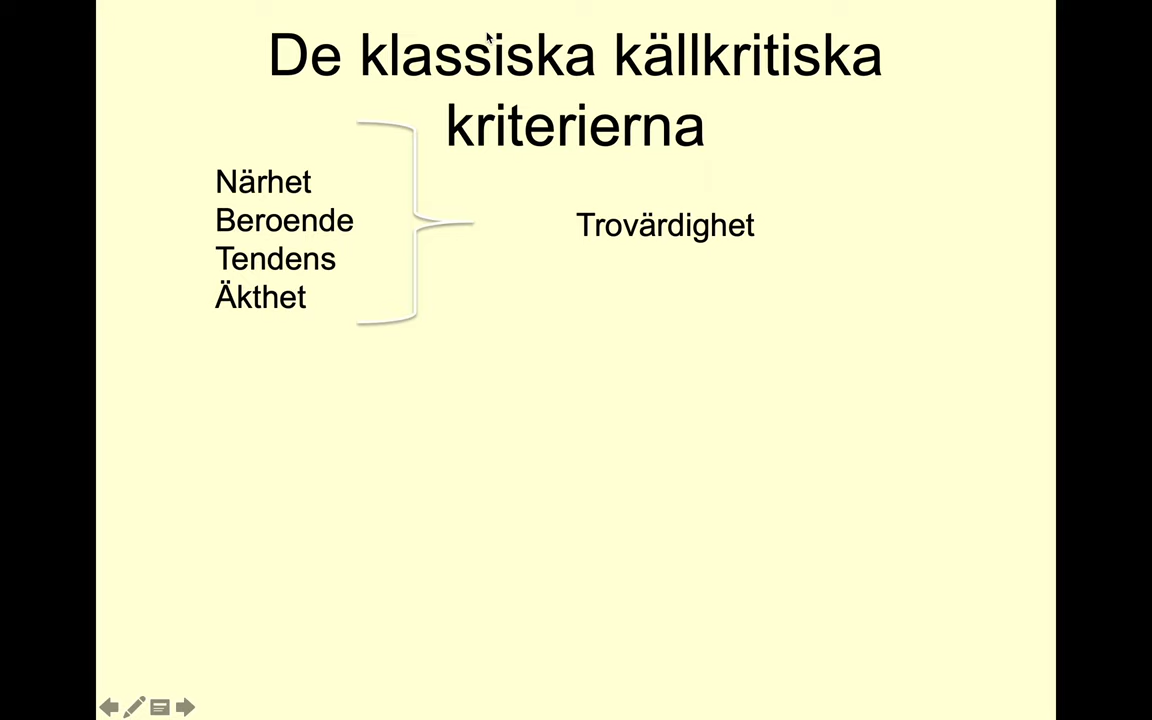 De klassiska källkritiska
kriterierna
Närhet
Beroende
Tendens
Äkthet
Trovärdighet